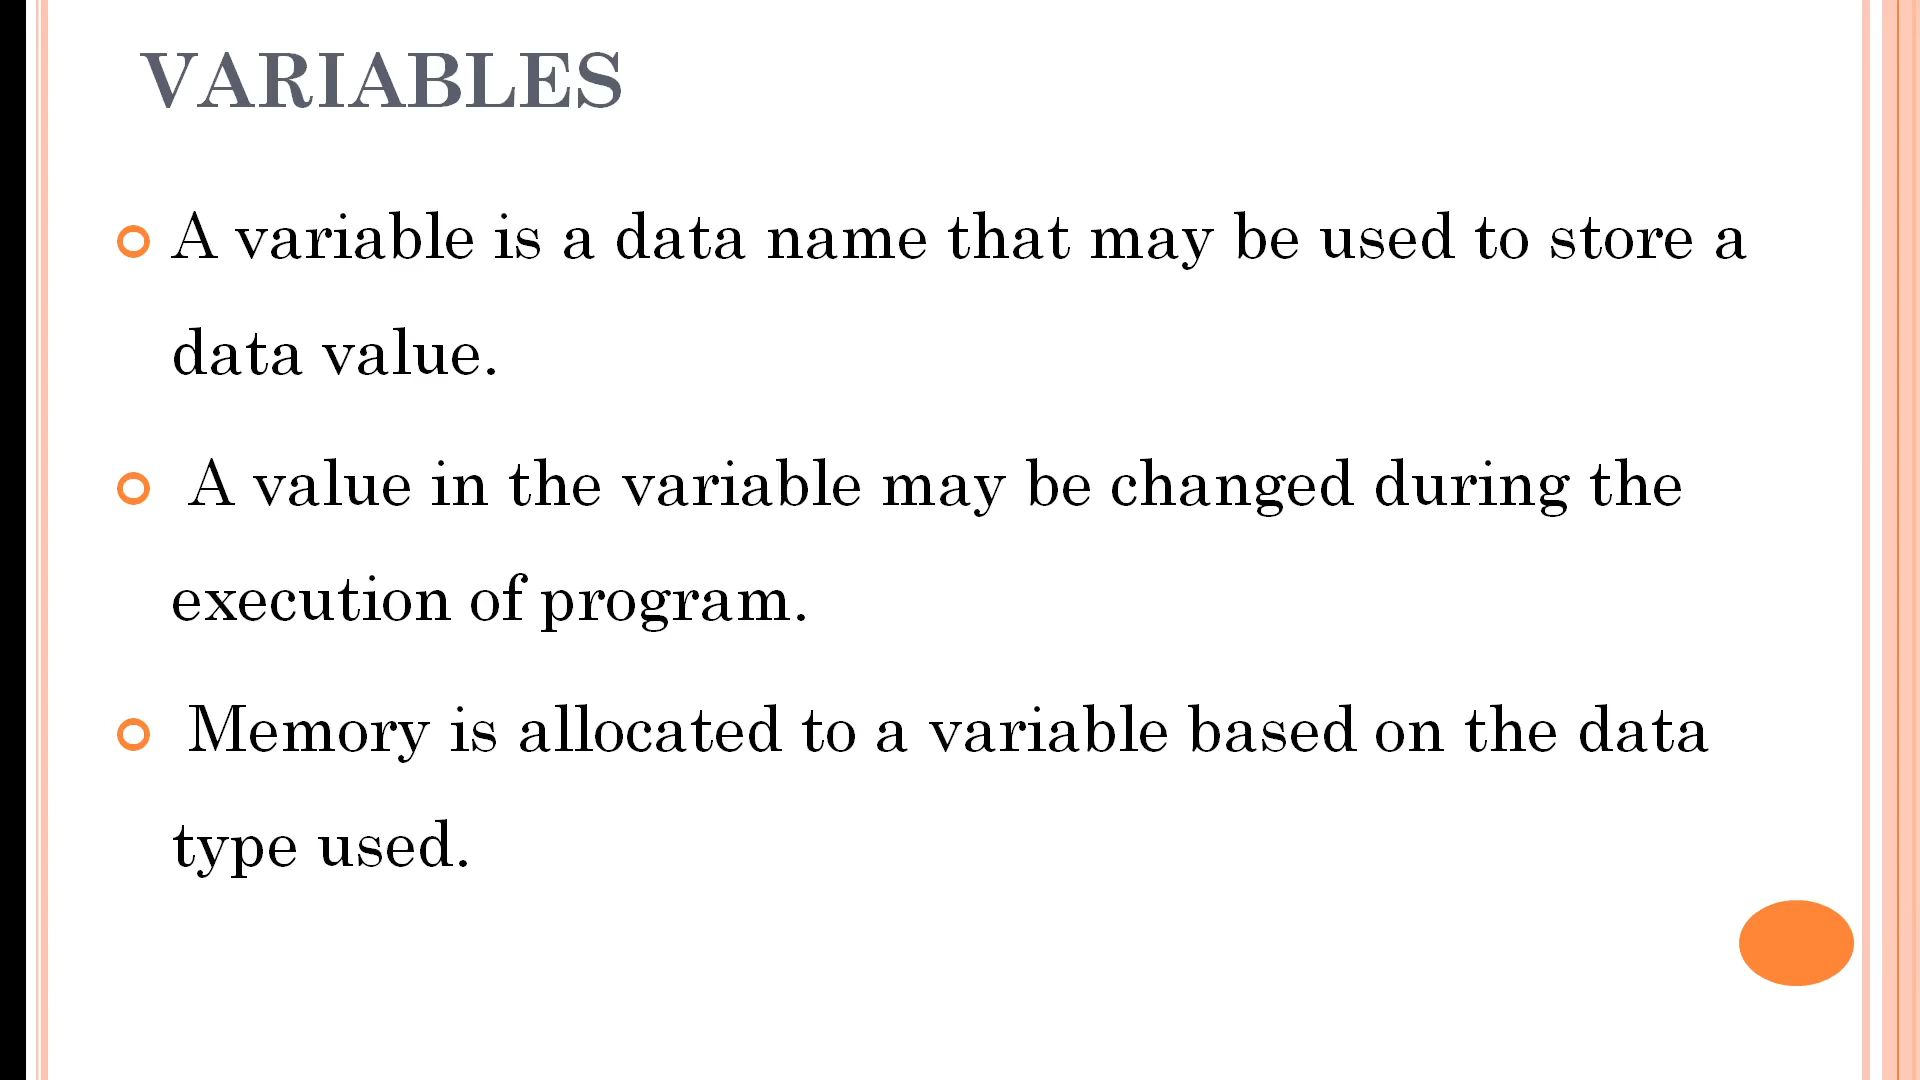 VARIABLES
A variable is a data name that may be used to store a
data value.
A value in the variable may be changed during the
execution of program.
Memory is allocated to a variable based on the data
type used.